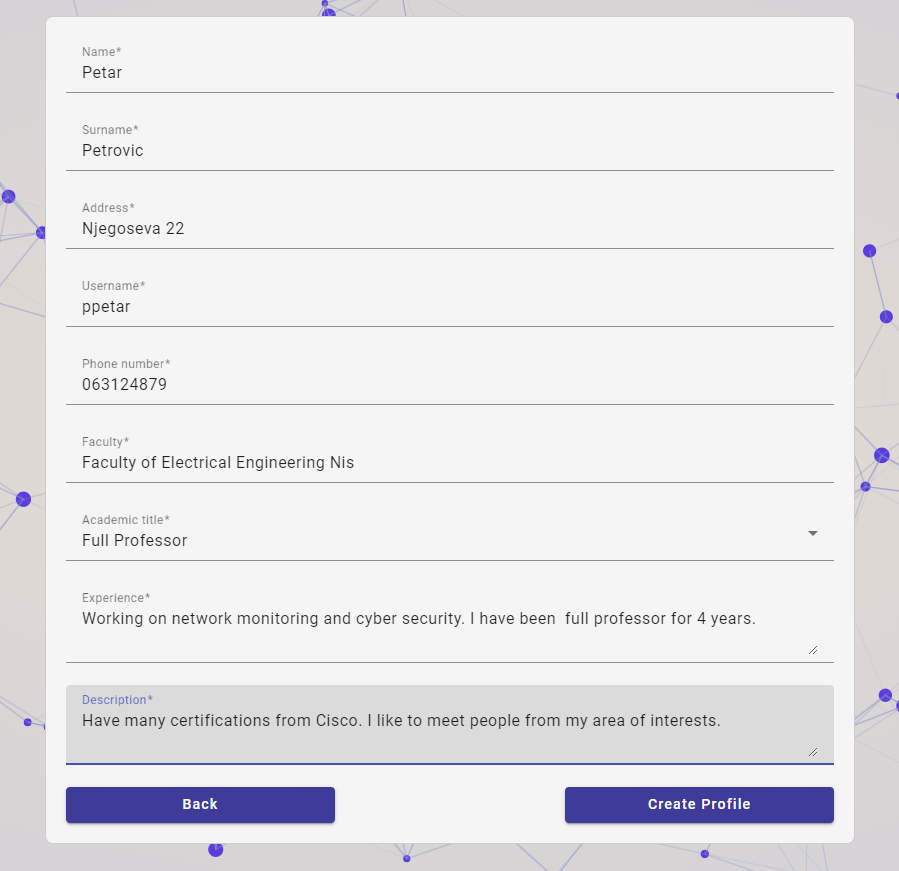 Name*
Petar
Surname*
Petrovic
Address*
Njegoseva 22
Username*
ppetar
Phone number*
063124879
Faculty*
Faculty of Electrical Engineering Nis
Academic title*
Full Professor
Experience*
Working on network monitoring and cyber security. I have been  full professor for 4 years.
Description*
Have many certifications from Cisco. I like to meet people from my area of interests.
Back
Create Profile